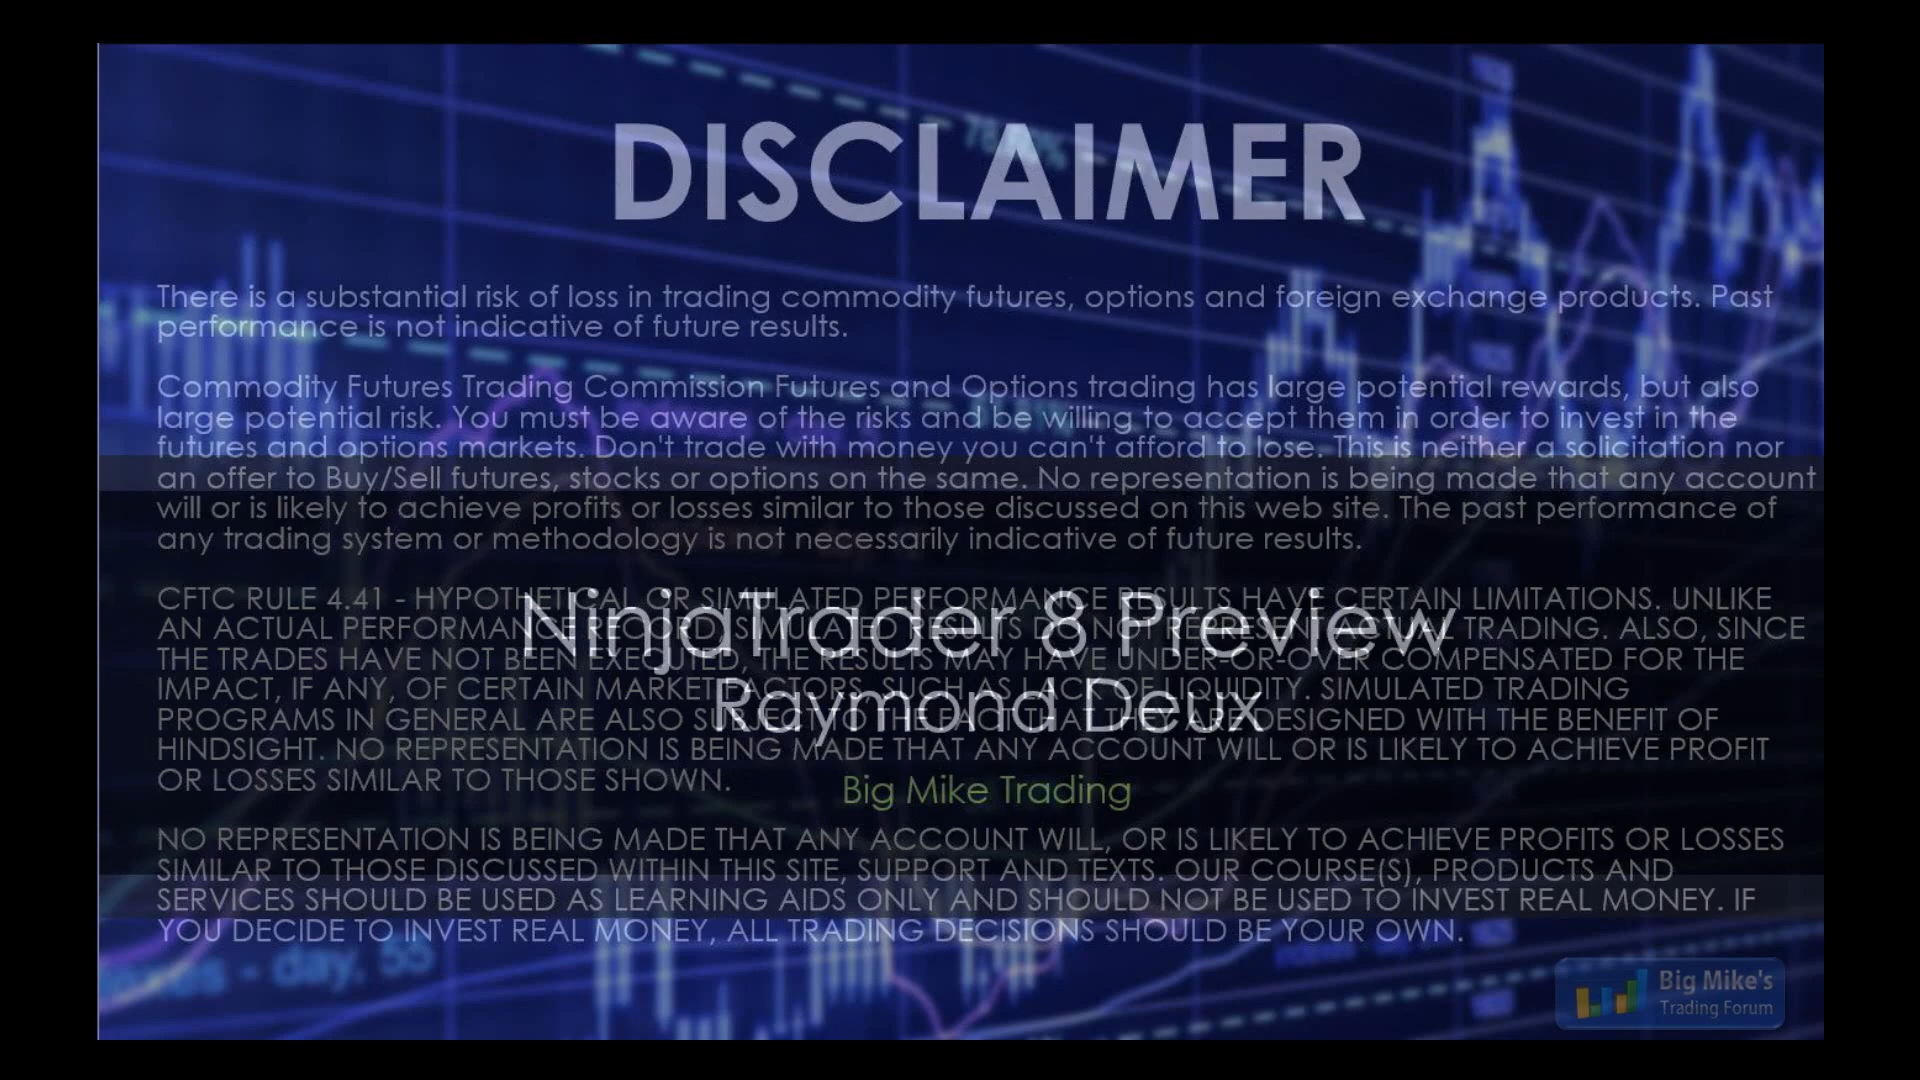 DISCLAIMER
There is a substantial risk of loss in trading commodity futures, options and foreign exchange products. Past
performance is not indicative of future results.
Commodity Futures Trading Commission Futures and Options trading has large potential rewards, but also
large potential risk. You must be aware of the risks and be willing to accept them in order to invest in the
futures and options markets. Don't trade with money you can't afford to lose. This is neither a solicitation nor
an offer to Buy/Sell futures, stocks or options on the same. No representation is being made that any account
will or is likely to achieve profits or losses similar to those discussed on this web site. The past performance of
any trading system or methodology is not necessarily indicative of future results.
CFTC RULE 4.41 - HYPOTHETICAL OR SIMULATED PERFORMANCE RESULTS HAVE CERTAIN LIMITATIONS. UNLIKE
AN ACTUAL PERFORMANCE RECORD, SIMULATED RESULTS DO NOT REPRESENT ACTUAL TRADING. ALSO, SINCE
THE TRADES HAVE NOT BEEN EXECUTED, THE RESULTS MAY HAVE UNDER-OR-OVER COMPENSATED FOR THE
IMPACT, IF ANY, OF CERTAIN MARKET FACTORS, SUCH AS LACK OF LIQUIDITY. SIMULATED TRADING
PROGRAMS IN GENERAL ARE ALSO SUBJECT TO THE FACT THAT THEY ARE DESIGNED WITH THE BENEFIT OF
HINDSIGHT. NO REPRESENTATION IS BEING MADE THAT ANY ACCOUNT WILL OR IS LIKELY TO ACHIEVE PROFIT
OR LOSSES SIMILAR TO THOSE SHOWN.
NinjaTrader 8 Preview
Raymond Deux
Big Mike Trading
NO REPRESENTATION IS BEING MADE THAT ANY ACCOUNT WILL, OR IS LIKELY TO ACHIEVE PROFITS OR LOSSES
SIMILAR TO THOSE DISCUSSED WITHIN THIS SITE, SUPPORT AND TEXTS. OUR COURSE(S), PRODUCTS AND
SERVICES SHOULD BE USED AS LEARNING AIDS ONLY AND SHOULD NOT BE USED TO INVEST REAL MONEY. IF
YOU DECIDE TO INVEST REAL MONEY, ALL TRADING DECISIONS SHOULD BE YOUR OWN.
- day, 55
Big Mike's
Trading Forum